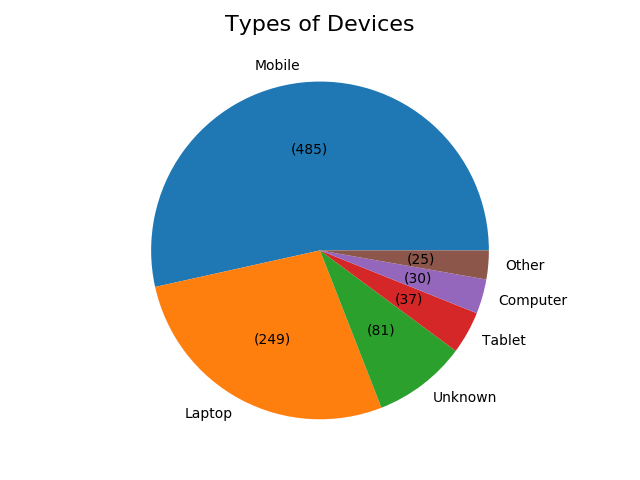 Types of Devices
Mobile
(485)
(25)
Other
(30)
Computer
(37)
(81)
Tablet
(249)
Unknown
Laptop